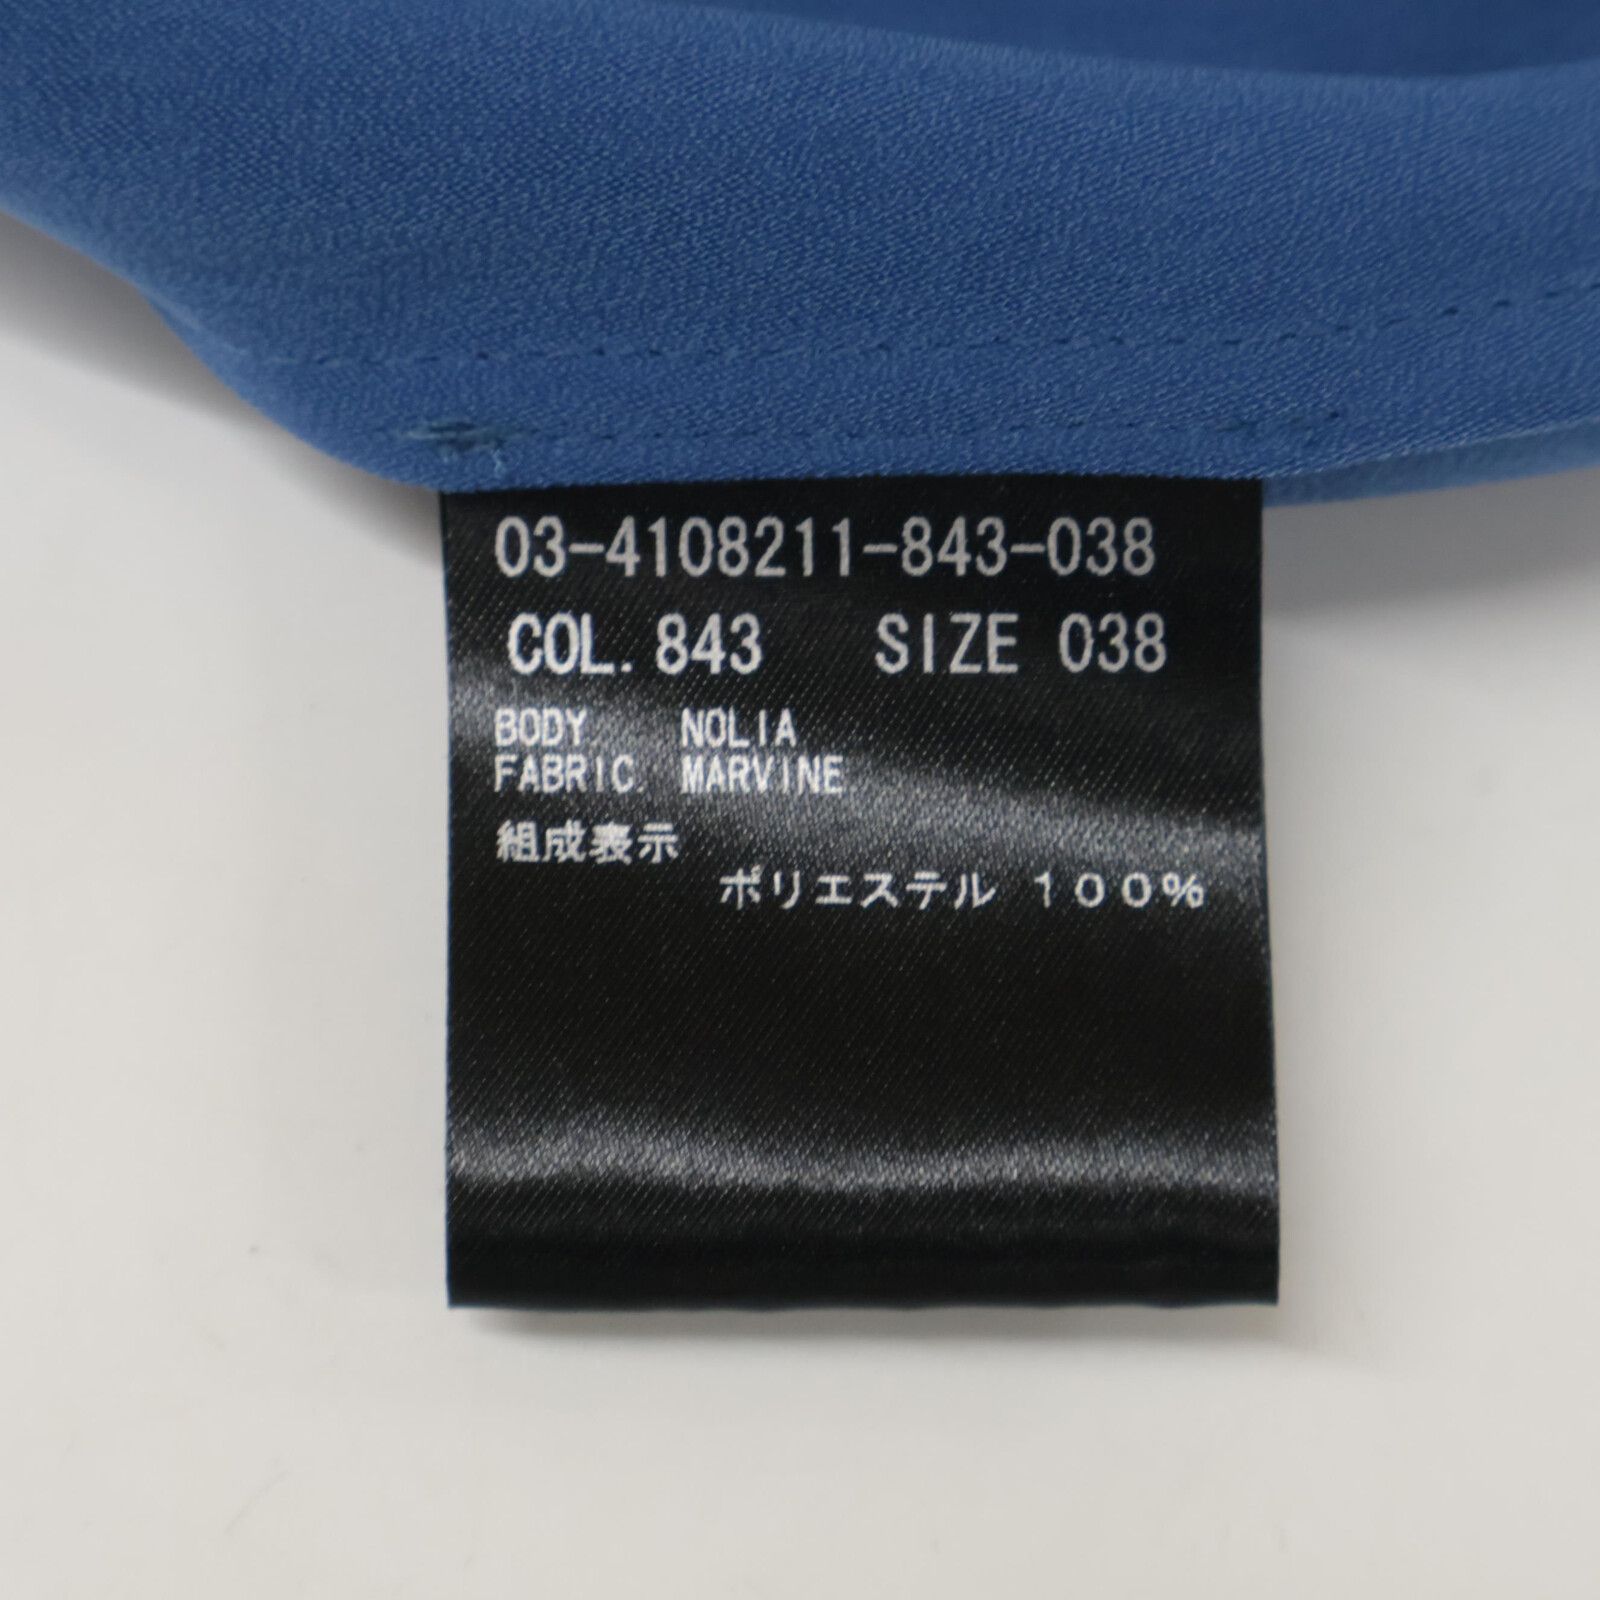 03-4108211-843-038
COL. 843 SIZE 038
BODY NOLIA
FABRIC MARVINE
組成表示
ポリエステル 100%